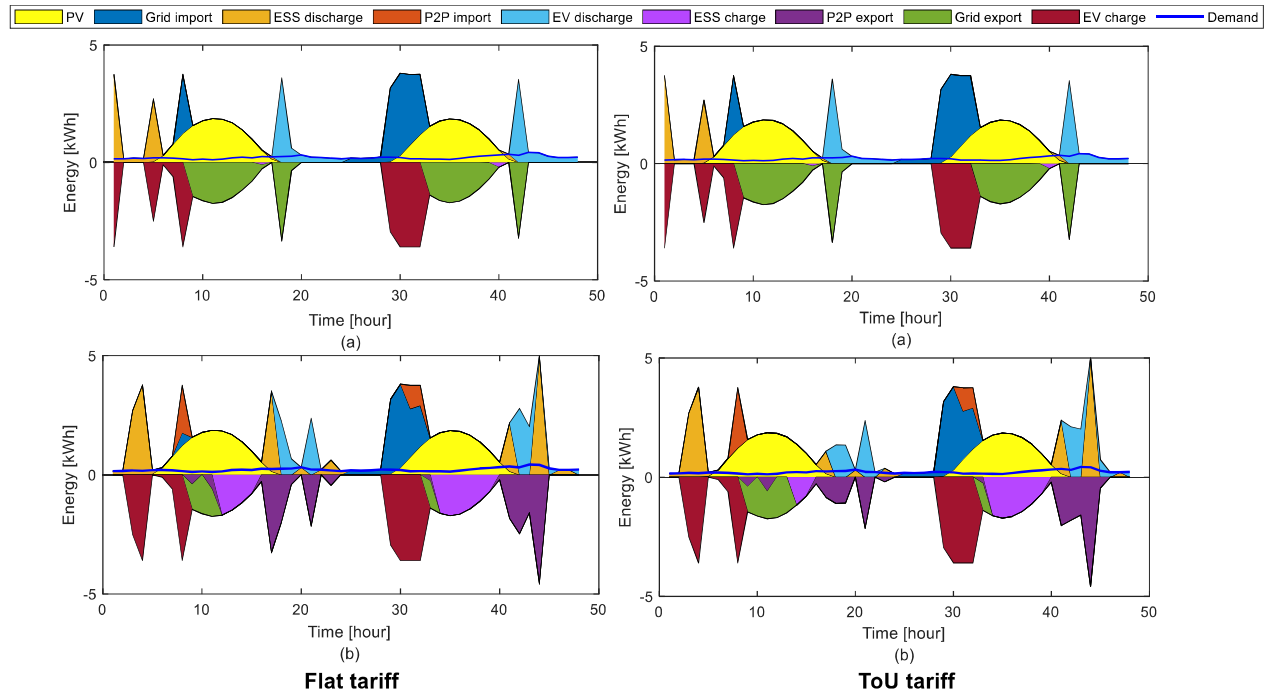 PV Grid import ESS discharge P2P import EV discharge ESS charge P2P export Grid export EV charge Demand
5
0
-5
Energy [kWh]
0 10 20 30 40 50
Time [hour]
(a)
5
0
-5
Energy [kWh]
0 10 20 30 40 50
Time [hour]
(a)
5
0
-5
Energy [kWh]
0 10 20 30 40 50
Time [hour]
(b)
Flat tariff
5
0
-5
Energy [kWh]
0 10 20 30 40 50
Time [hour]
(b)
ToU tariff